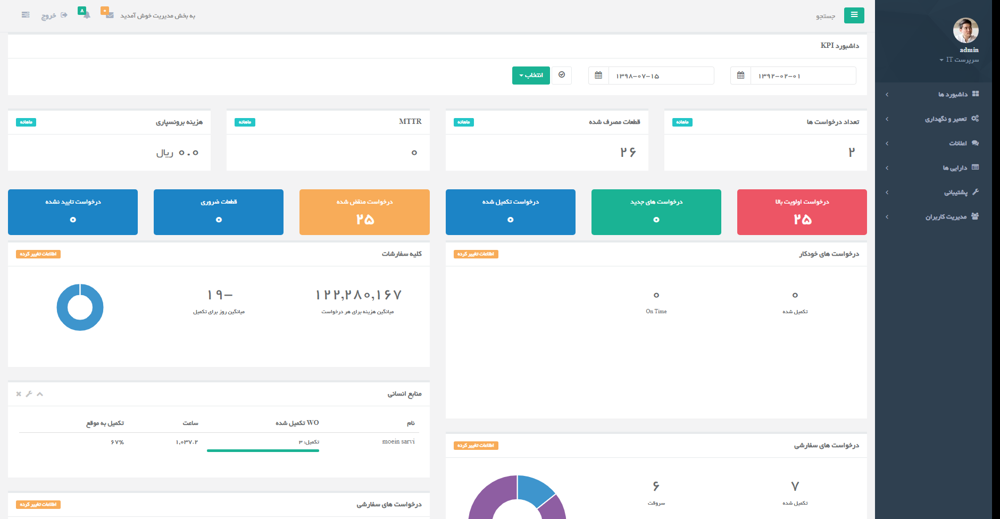 admin
سرپرست IT
داشبورد ها
تعمیر و نگهداری
اعلانات
دارایی ها
پشتیبانی
مدیریت کاربران
جستجو
به بخش مدیریت خوش آمدید
۰
۸
خروج
داشبورد KPI
۱۳۹۲-۰۲-۰۱
۱۳۹۸-۰۷-۱۵
انتخاب
تعداد درخواست ها
ماهانه
۲
قطعات مصرف شده
ماهانه
۲۶
MTTR
ماهانه
۰
هزینه برونسپاری
ماهانه
۰.۰ ریال
درخواست اولویت بالا
۲۵
درخواست های جدید
۰
درخواست تکمیل شده
۰
درخواست منقض شده
۲۵
قطعات ضروری
۰
درخواست تایید نشده
۰
درخواست های خودکار
اطلاعات تغییر کرده
۰
تکمیل شده
۰
On Time
کلیه سفارشات
اطلاعات تغییر کرده
۱۲۲,۲۸۰,۱۶۷
میانگین هزینه برای هر درخواست
-۱۹
میانگین روز برای تکمیل
منابع انسانی
نام WO تکمیل شده ساعت تکمیل به موقع
moein sarvi تکمیل: ۳ ۱,۰۳۷.۲ ۶۷%
درخواست های سفارشی
اطلاعات تغییر کرده
۷
تکمیل شده
۶
سروقت
درخواست های سفارشی
اطلاعات تغییر کرده